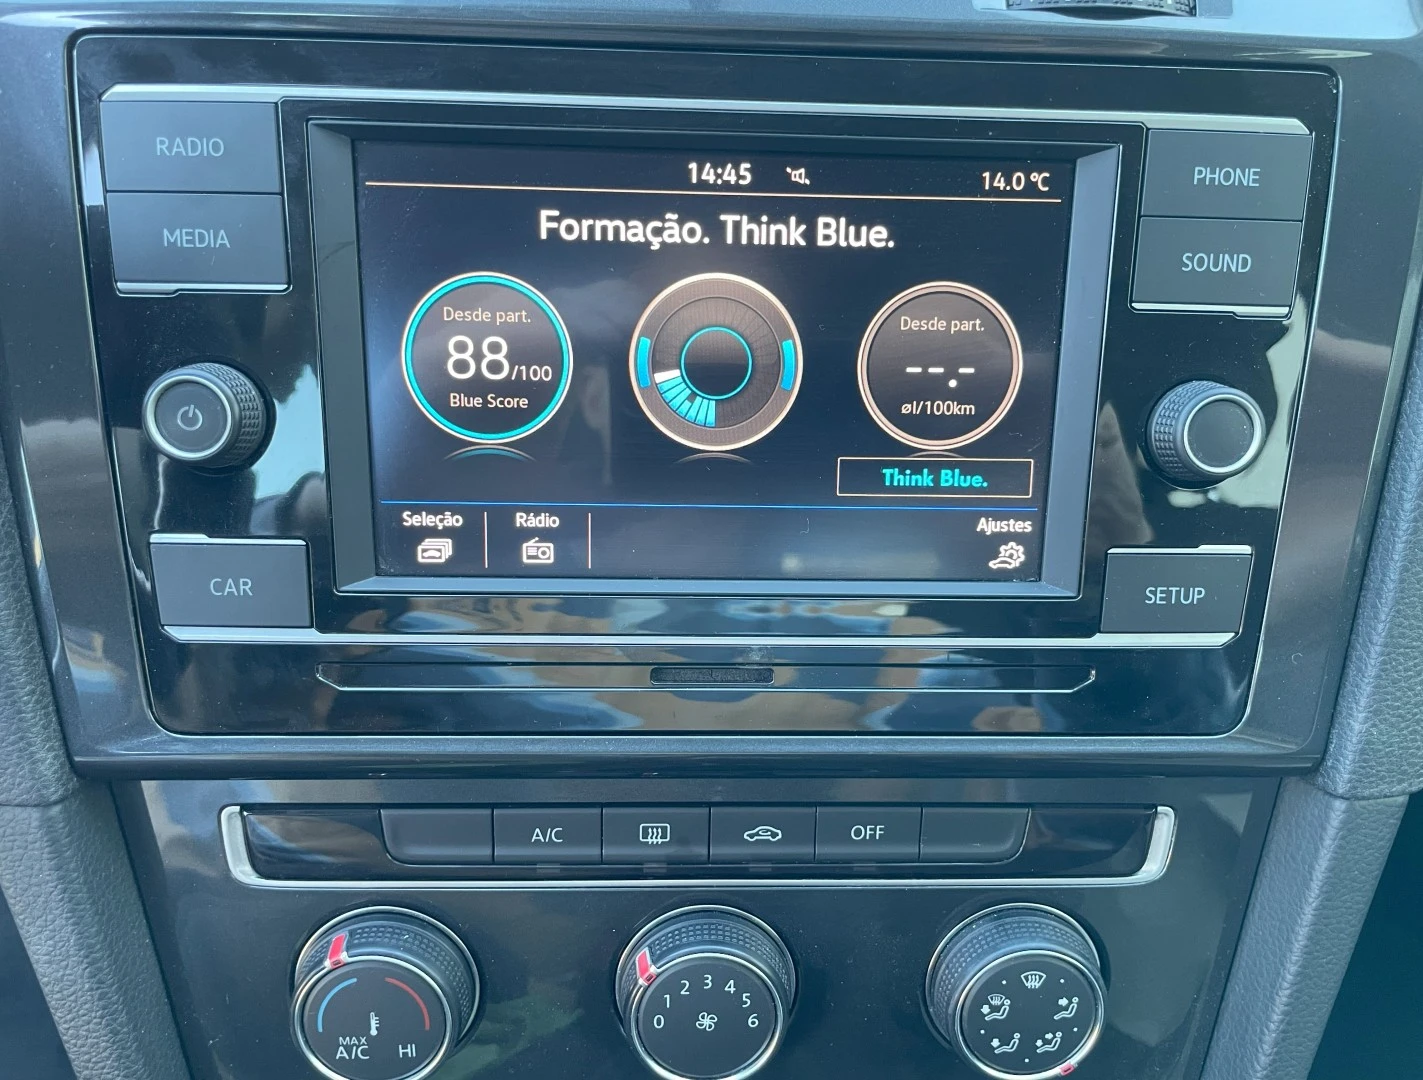 RADIO
MEDIA
CAR
PHONE
SOUND
SETUP
14:45
14.0 °C
Formação. Think Blue.
Desde part.
88/100
Blue Score
Desde part.
--.-
øl/100km
Think Blue.
Seleção
Rádio
Ajustes
A/C
OFF
MAX
A/C
HI
0 1 2 3 4 5 6